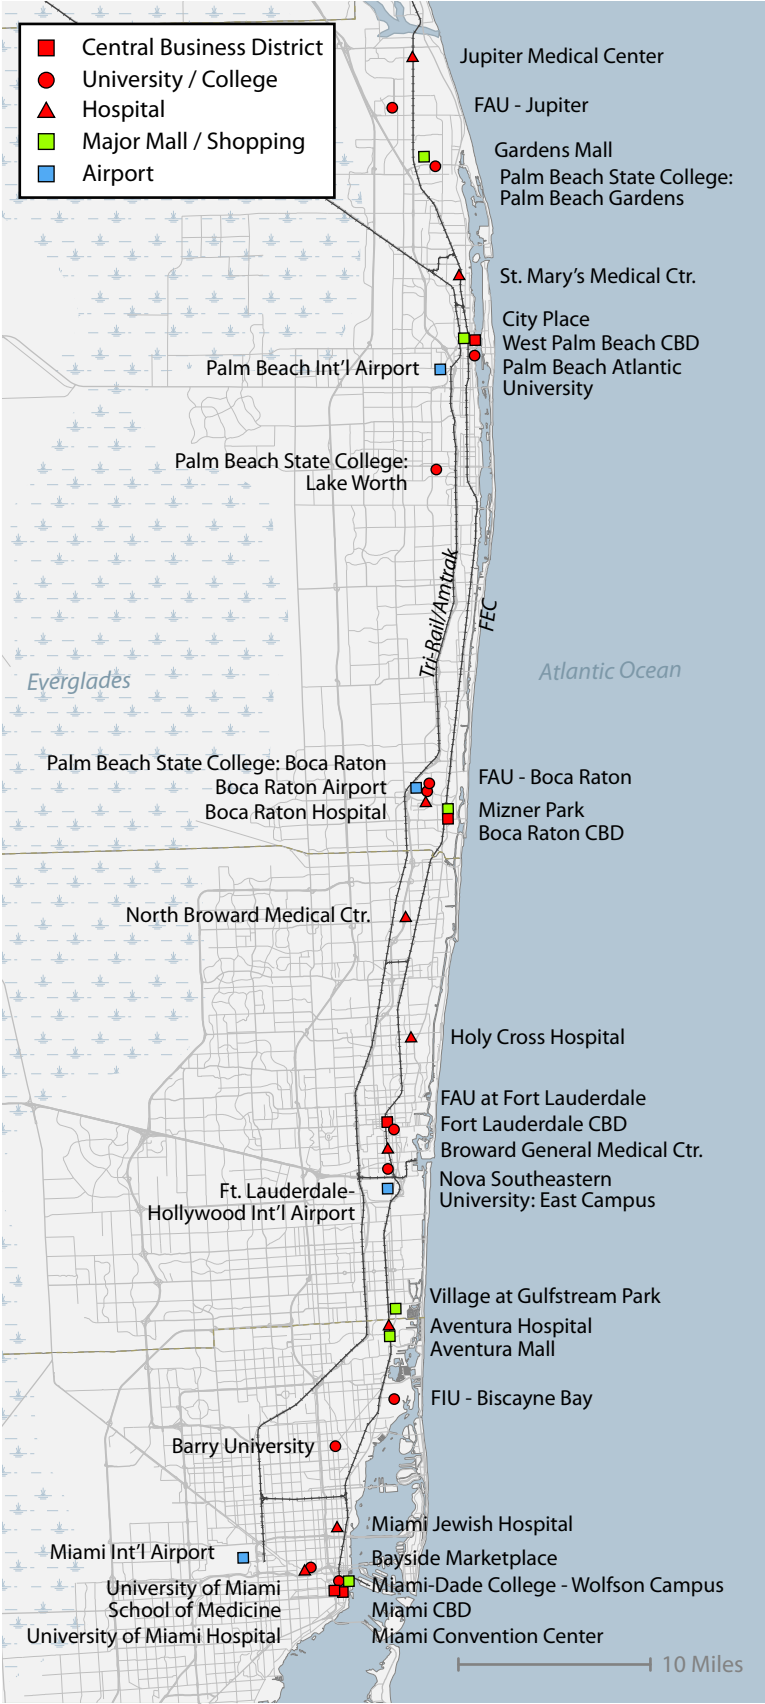 Central Business District
University / College
Hospital
Major Mall / Shopping
Airport
Jupiter Medical Center
FAU - Jupiter
Gardens Mall
Palm Beach State College:
Palm Beach Gardens
St. Mary's Medical Ctr.
City Place
West Palm Beach CBD
Palm Beach Int'l Airport
Palm Beach Atlantic
University
Palm Beach State College:
Lake Worth
Tri-Rail/Amtrak
FEC
Everglades
Atlantic Ocean
Palm Beach State College: Boca Raton
Boca Raton Airport
Boca Raton Hospital
FAU - Boca Raton
Mizner Park
Boca Raton CBD
North Broward Medical Ctr.
Holy Cross Hospital
FAU at Fort Lauderdale
Fort Lauderdale CBD
Broward General Medical Ctr.
Nova Southeastern
University: East Campus
Ft. Lauderdale-
Hollywood Int'l Airport
Village at Gulfstream Park
Aventura Hospital
Aventura Mall
FIU - Biscayne Bay
Barry University
Miami Jewish Hospital
Miami Int'l Airport
Bayside Marketplace
University of Miami
School of Medicine
University of Miami Hospital
Miami-Dade College - Wolfson Campus
Miami CBD
Miami Convention Center
10 Miles